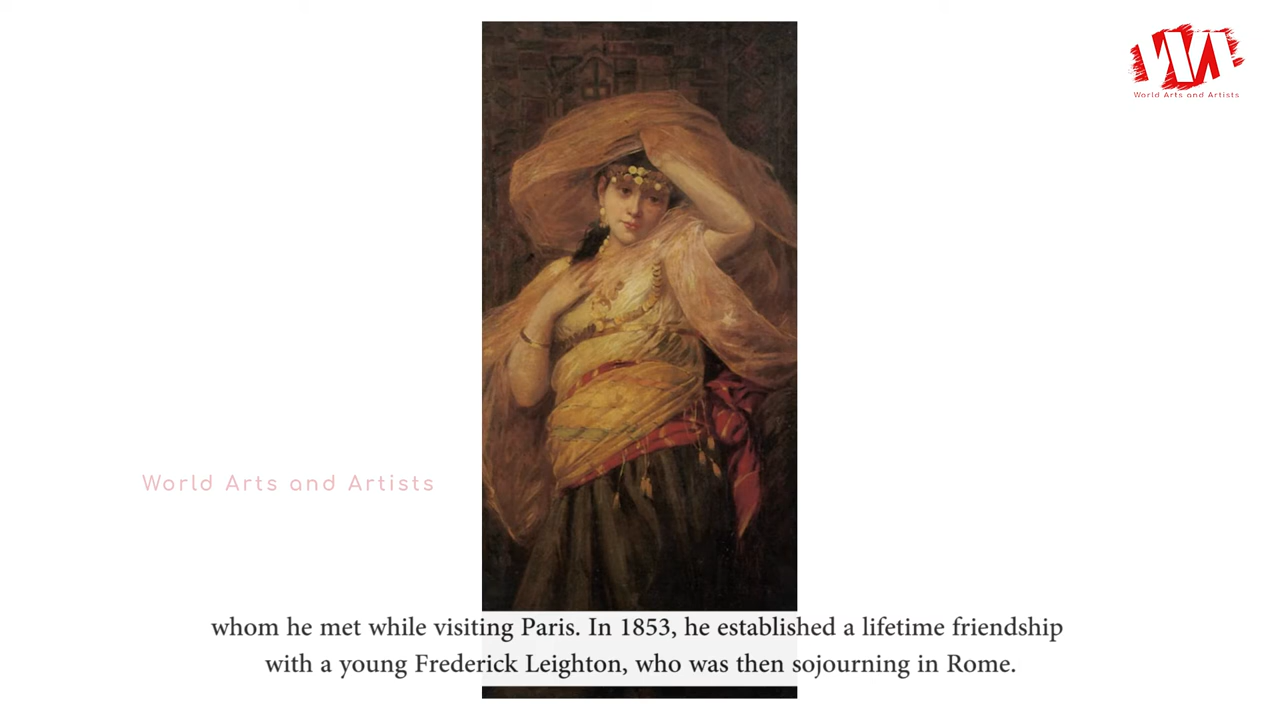 World Arts and Artists
World Arts and Artists
whom he met while visiting Paris. In 1853, he established a lifetime friendship
with a young Frederick Leighton, who was then sojourning in Rome.